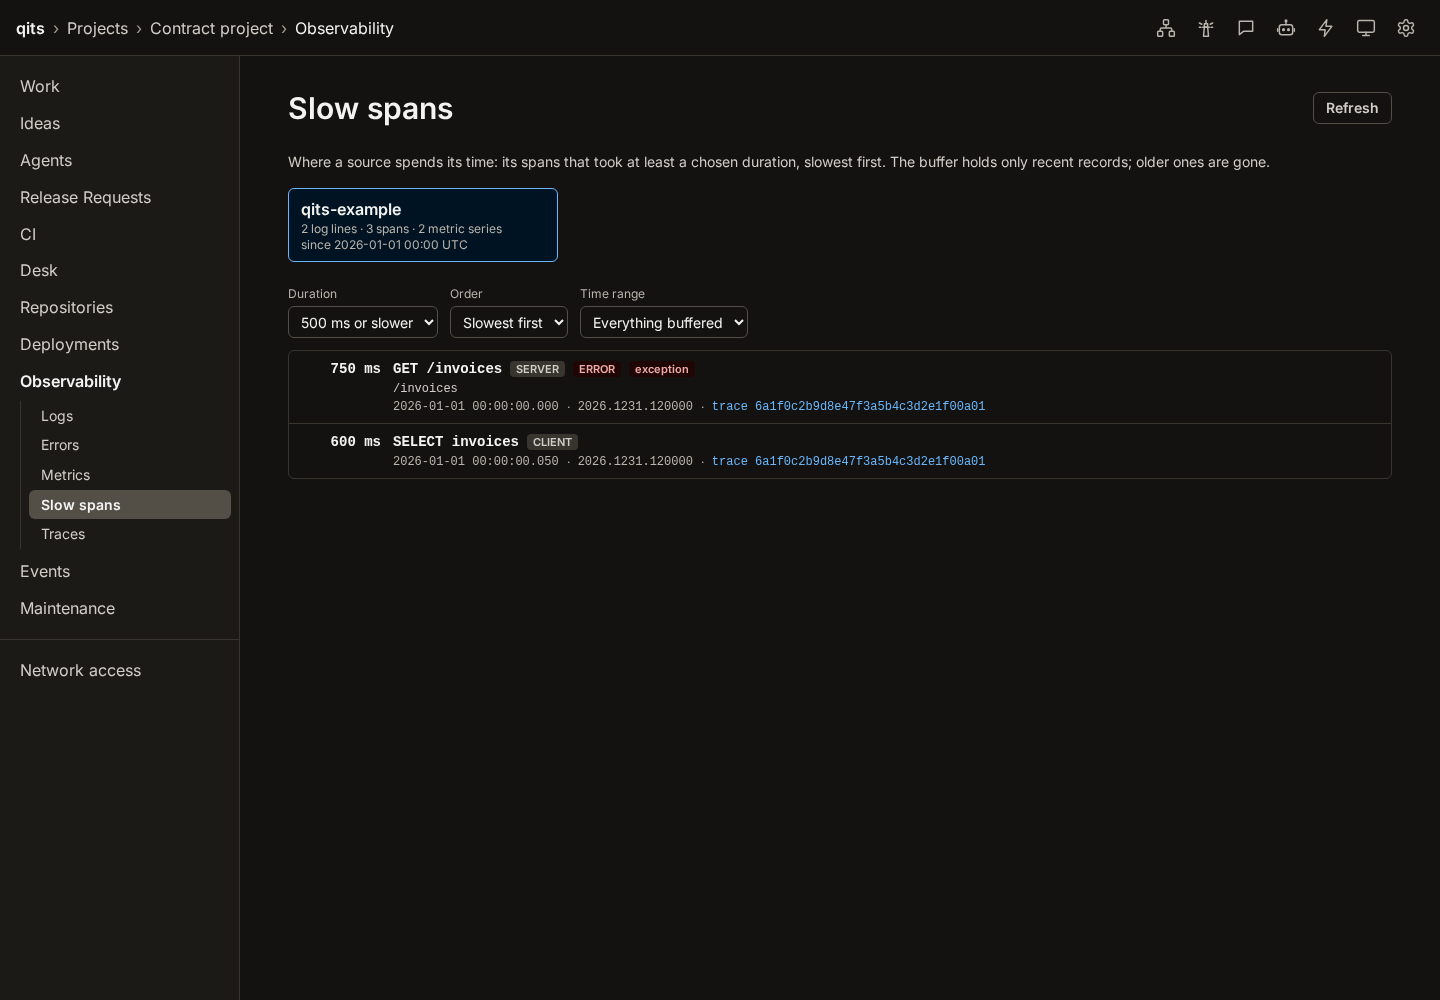 qits › Projects › Contract project › Observability
Work
Ideas
Agents
Release Requests
CI
Desk
Repositories
Deployments
Observability
Logs
Errors
Metrics
Slow spans
Traces
Events
Maintenance
Network access
Slow spans
Refresh
Where a source spends its time: its spans that took at least a chosen duration, slowest first. The buffer holds only recent records; older ones are gone.
qits-example
2 log lines · 3 spans · 2 metric series
since 2026-01-01 00:00 UTC
Duration Order Time range
500 ms or slower Slowest first Everything buffered
750 ms GET /invoices SERVER ERROR exception
/invoices
2026-01-01 00:00:00.000 · 2026.1231.120000 · trace 6a1f0c2b9d8e47f3a5b4c3d2e1f00a01
600 ms SELECT invoices CLIENT
2026-01-01 00:00:00.050 · 2026.1231.120000 · trace 6a1f0c2b9d8e47f3a5b4c3d2e1f00a01